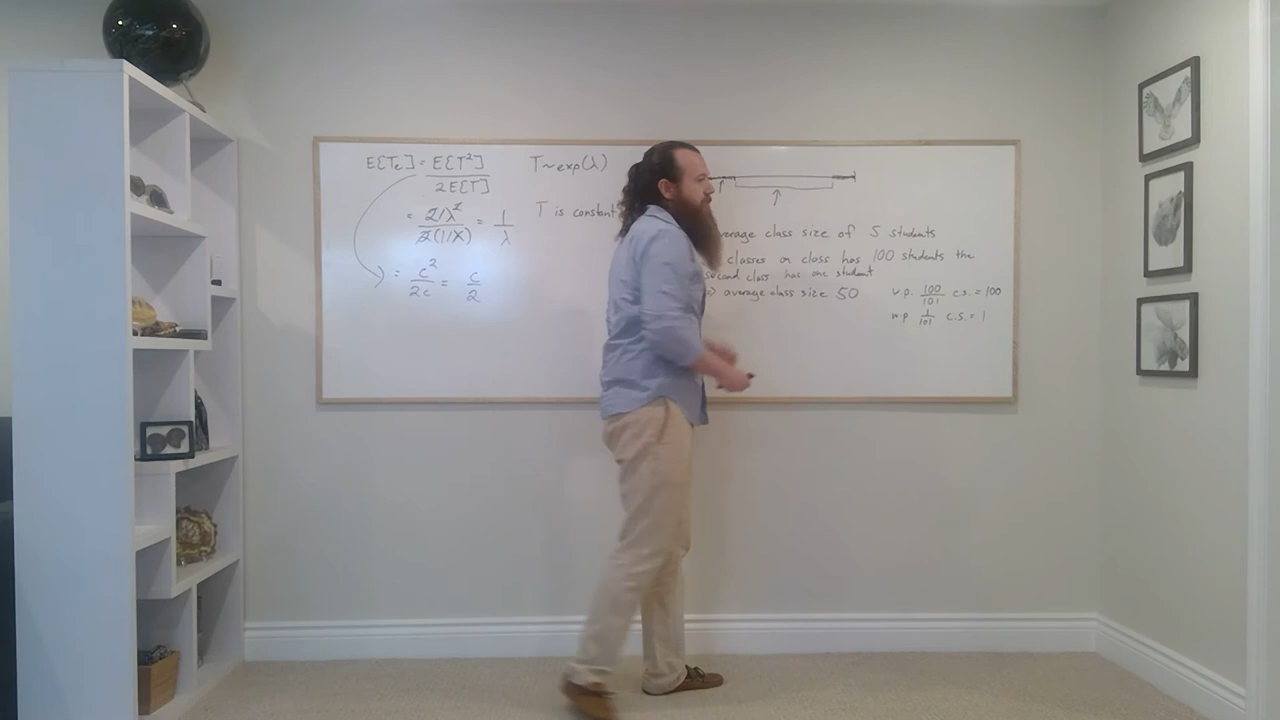 E[Te] = E[T²] / 2E[T]
= 2/λ² / 2(1/λ) = 1/λ
= c² / 2c = c/2
T~exp(λ)
T is constant
verage class size of 5 students
classes or class has 100 students the
second class has one student
average class size 50
w.p. 100/101 c.s. = 100
w.p 1/101 c.s. = 1